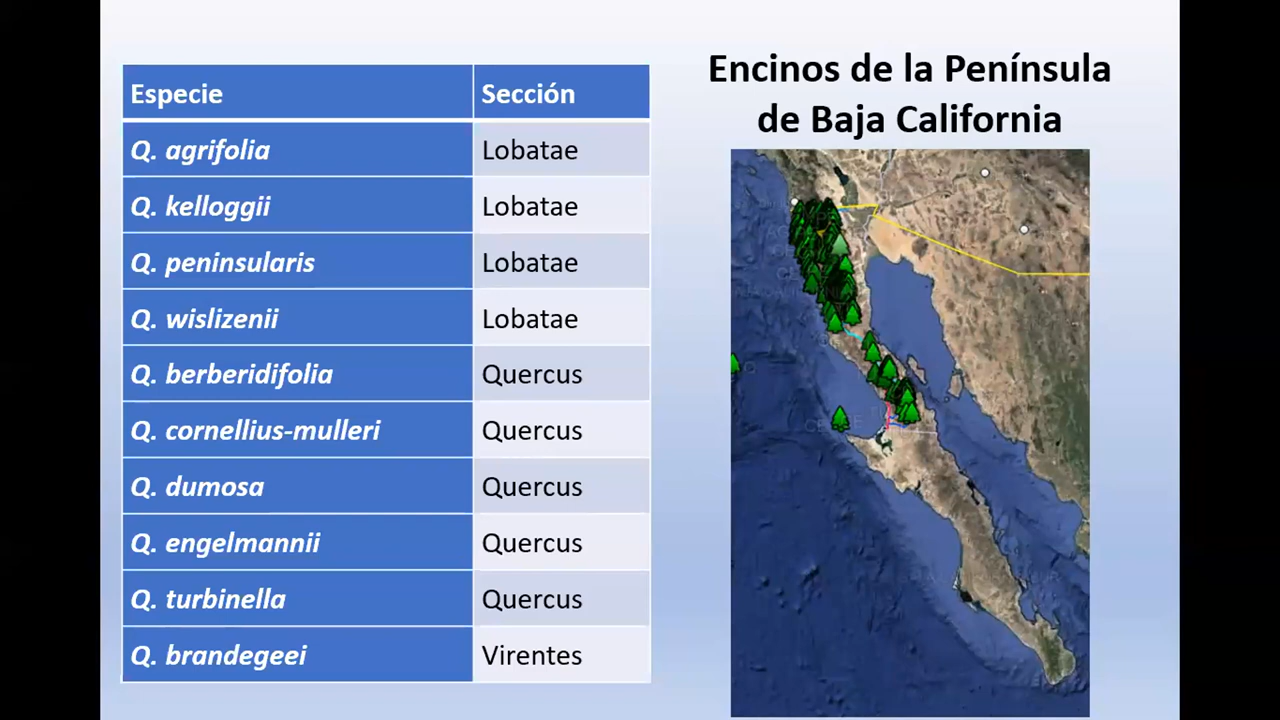 Encinos de la Península
de Baja California
Especie Sección
Q. agrifolia Lobatae
Q. kelloggii Lobatae
Q. peninsularis Lobatae
Q. wislizenii Lobatae
Q. berberidifolia Quercus
Q. cornellius-mulleri Quercus
Q. dumosa Quercus
Q. engelmannii Quercus
Q. turbinella Quercus
Q. brandegeei Virentes